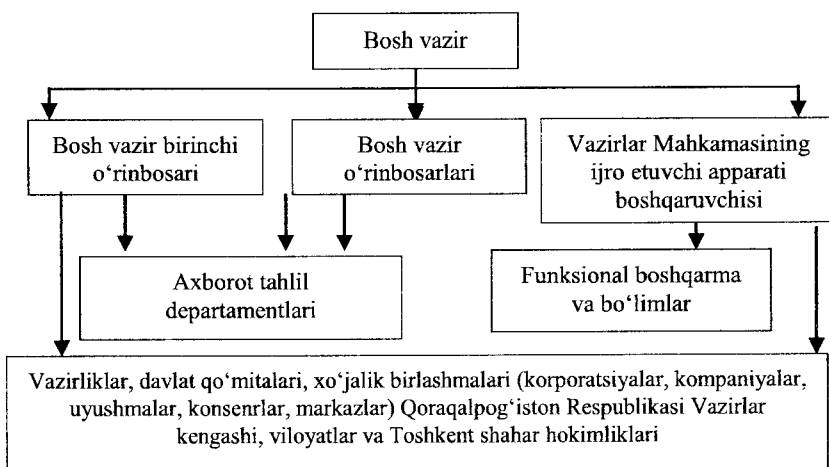 Bosh vazir
Bosh vazir birinchi
o‘rinbosari
Bosh vazir
o‘rinbosarlari
Vazirlar Mahkamasining
ijro etuvchi apparati
boshqaruvchisi
Axborot tahlil
departamentlari
Funksional boshqarma
va bo‘limlar
Vazirliklar, davlat qo‘mitalari, xo‘jalik birlashmalari (korporatsiyalar, kompaniyalar,
uyushmalar, konsenrlar, markazlar) Qoraqalpog‘iston Respublikasi Vazirlar
kengashi, viloyatlar va Toshkent shahar hokimliklari